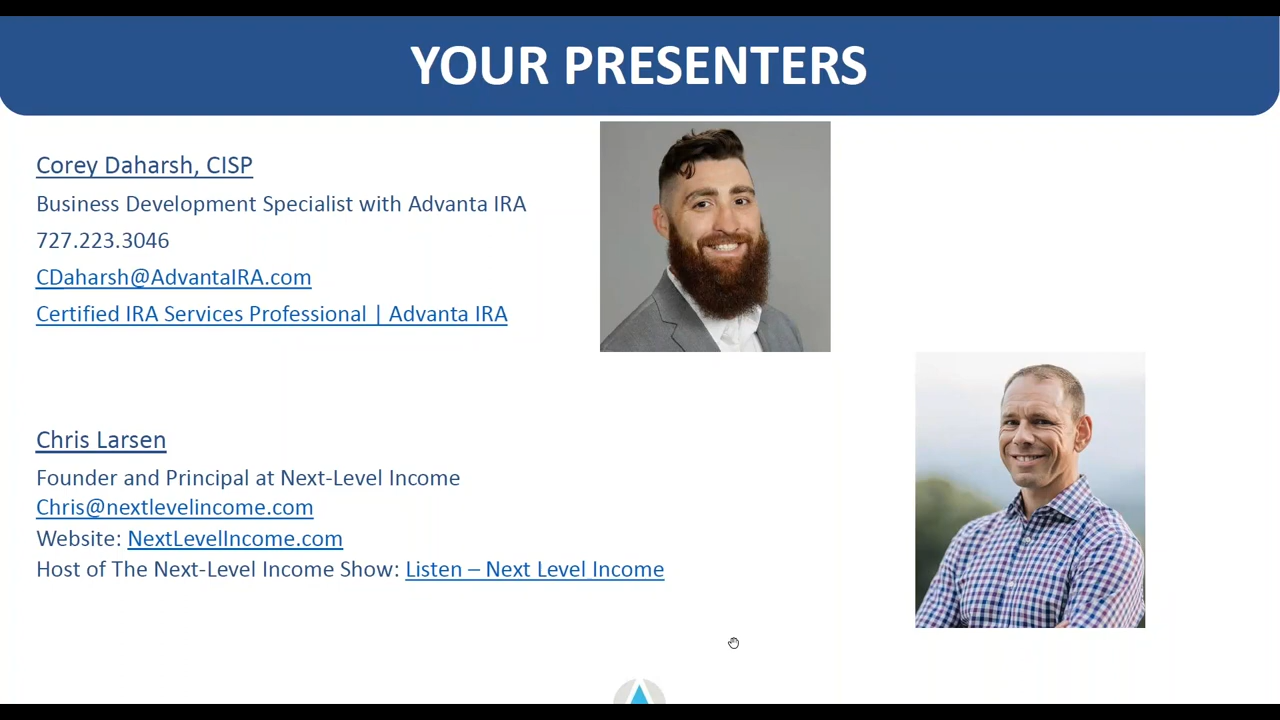 YOUR PRESENTERS
Corey Daharsh, CISP
Business Development Specialist with Advanta IRA
727.223.3046
CDaharsh@AdvantaIRA.com
Certified IRA Services Professional | Advanta IRA
Chris Larsen
Founder and Principal at Next-Level Income
Chris@nextlevelincome.com
Website: NextLevelIncome.com
Host of The Next-Level Income Show: Listen – Next Level Income